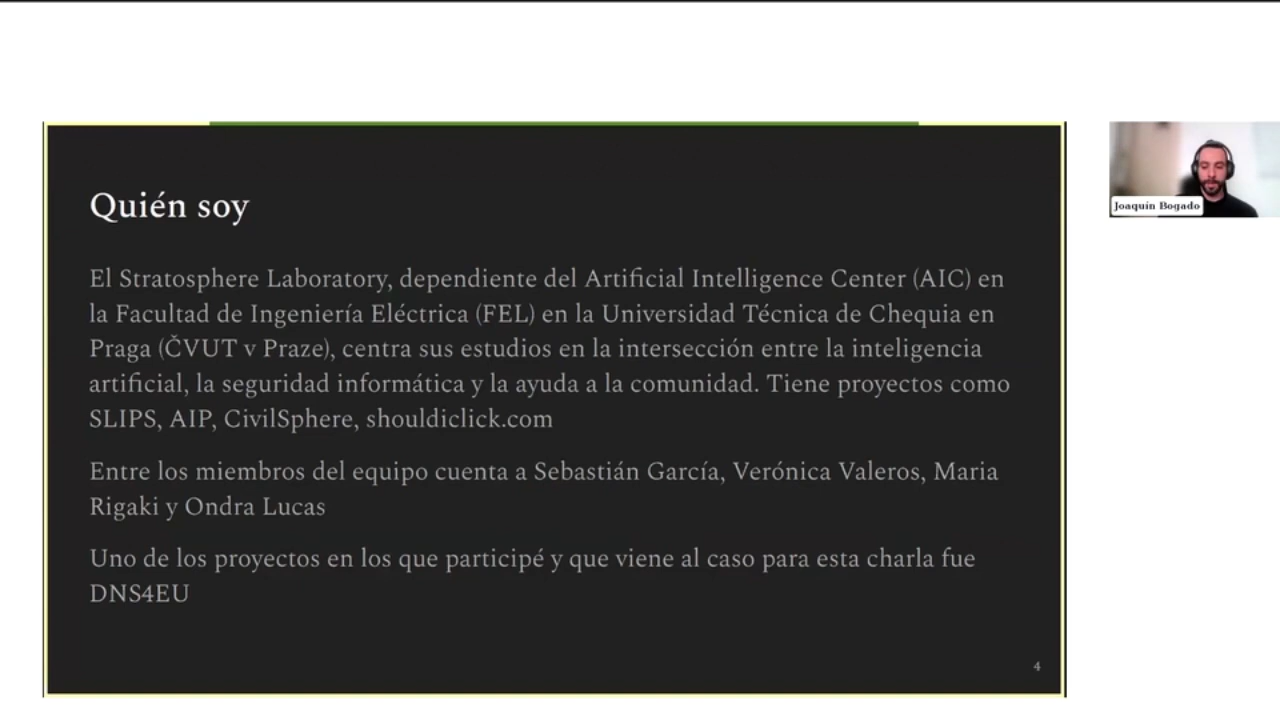 Quién soy
El Stratosphere Laboratory, dependiente del Artificial Intelligence Center (AIC) en
la Facultad de Ingeniería Eléctrica (FEL) en la Universidad Técnica de Chequia en
Praga (ČVUT v Praze), centra sus estudios en la intersección entre la inteligencia
artificial, la seguridad informática y la ayuda a la comunidad. Tiene proyectos como
SLIPS, AIP, CivilSphere, shouldiclick.com
Entre los miembros del equipo cuenta a Sebastián García, Verónica Valeros, Maria
Rigaki y Ondra Lucas
Uno de los proyectos en los que participé y que viene al caso para esta charla fue
DNS4EU
4
Joaquín Bogado